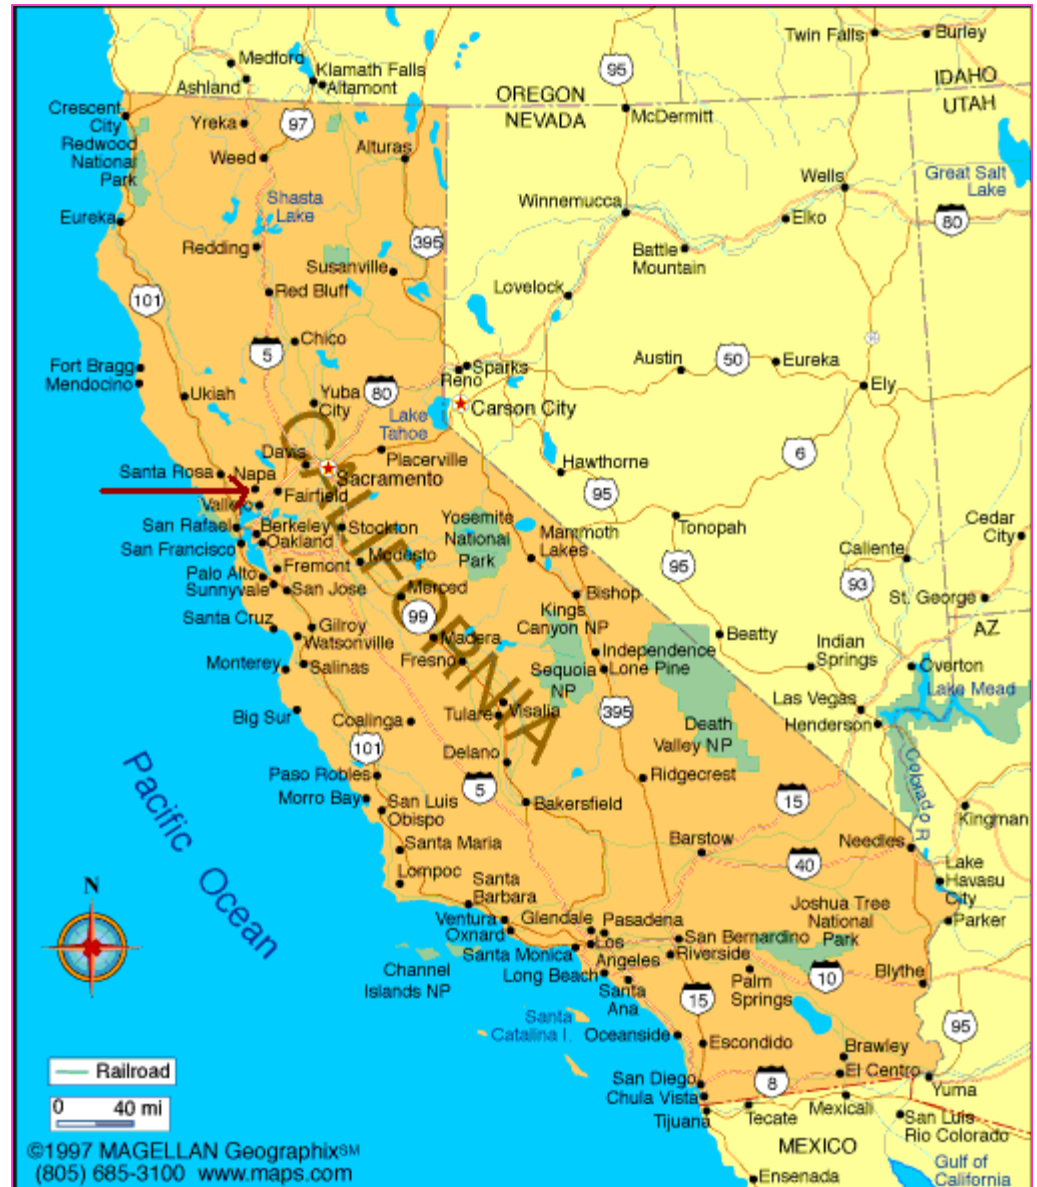 Twin Falls
Burley
Medford
Klamath Falls
Ashland
Altamont
95
IDAHO
OREGON
UTAH
NEVADA
McDermitt
Crescent
City
Redwood
National
Park
Yreka
97
Weed
Alturas
Wells
Great Salt
Lake
Shasta
Lake
Winnemucca
Elko
80
Eureka
395
Redding
Battle
Mountain
Susanville
Lovelock
Red Bluff
101
Chico
5
Austin
50
Eureka
Fort Bragg
Mendocino
Sparks
Reno
Ely
Ukiah
Yuba
City
80
Lake
Tahoe
Carson City
CALIFORNIA
Davis
Placerville
6
Santa Rosa
Napa
Sacramento
Hawthorne
Fairfield
95
Vallejo
San Rafael
Berkeley
Stockton
Yosemite
National
Park
Mammoth
Lakes
Tonopah
Cedar
City
Oakland
San Francisco
Modesto
Caliente
Palo Alto
Fremont
95
93
Sunnyvale
San Jose
Merced
Bishop
St. George
Santa Cruz
99
Kings
Canyon NP
Gilroy
Watsonville
Madera
Beatty
AZ
Indian
Springs
Monterey
Salinas
Fresno
Independence
Sequoia
NP
Lone Pine
Overton
Lake Mead
Big Sur
Coalinga
Tulare
Visalia
395
Las Vegas
Henderson
Death
Valley NP
101
Delano
Colorado R.
Pacific Ocean
Paso Robles
5
Ridgecrest
15
Morro Bay
San Luis
Obispo
Bakersfield
Kingman
Santa Maria
Barstow
Needles
40
Lompoc
Lake
Havasu
City
N
Santa
Barbara
Joshua Tree
National
Park
Ventura
Glendale
Pasadena
Parker
Oxnard
Los
Angeles
San Bernardino
Santa Monica
Riverside
Channel
Islands NP
Long Beach
Palm
Springs
10
Blythe
Santa
Ana
15
Santa
Catalina I.
Oceanside
Escondido
95
Brawley
El Centro
Railroad
San Diego
8
Yuma
Chula Vista
0 40 mi
Tijuana
Tecate
Mexicali
San Luis
Rio Colorado
MEXICO
©1997 MAGELLAN Geographix℠
(805) 685-3100 www.maps.com
Ensenada
Gulf of
California